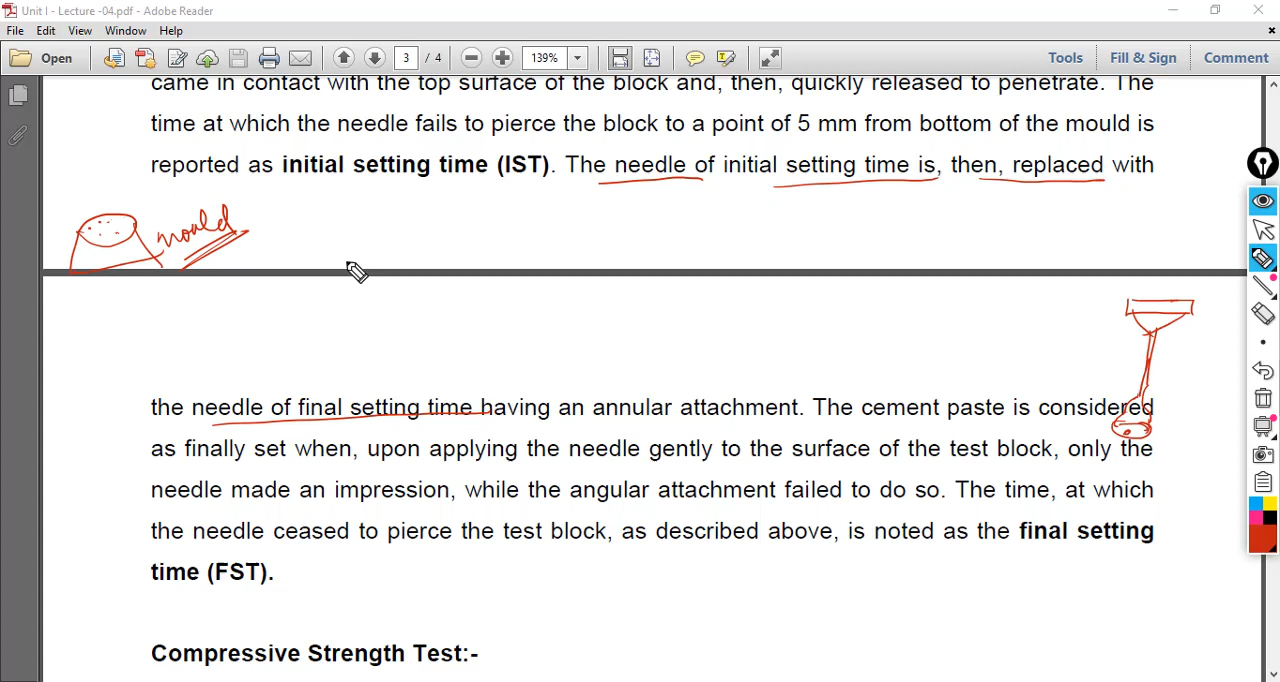 Unit I - Lecture -04.pdf - Adobe Reader
File Edit View Window Help
Open 3 / 4 139% Tools Fill & Sign Comment
came in contact with the top surface of the block and, then, quickly released to penetrate. The
time at which the needle fails to pierce the block to a point of 5 mm from bottom of the mould is
reported as initial setting time (IST). The needle of initial setting time is, then, replaced with
mould
the needle of final setting time having an annular attachment. The cement paste is considered
as finally set when, upon applying the needle gently to the surface of the test block, only the
needle made an impression, while the angular attachment failed to do so. The time, at which
the needle ceased to pierce the test block, as described above, is noted as the final setting
time (FST).
Compressive Strength Test:-